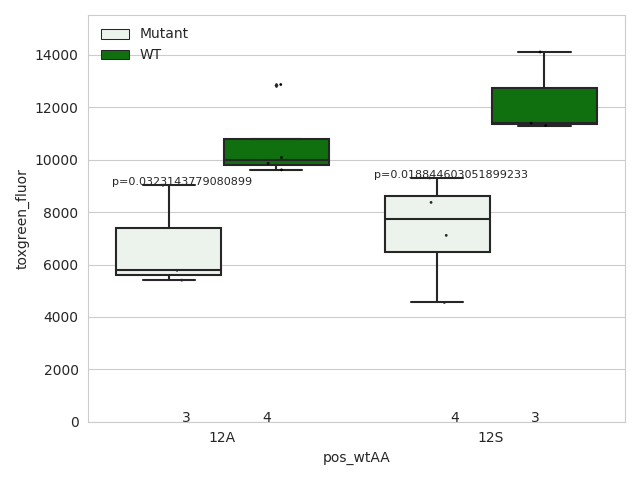 Mutant
WT
14000
12000
10000
8000
6000
4000
2000
0
toxgreen_fluor
p=0.0323143779080899
p=0.018844603051899233
3
4
4
3
12A
12S
pos_wtAA